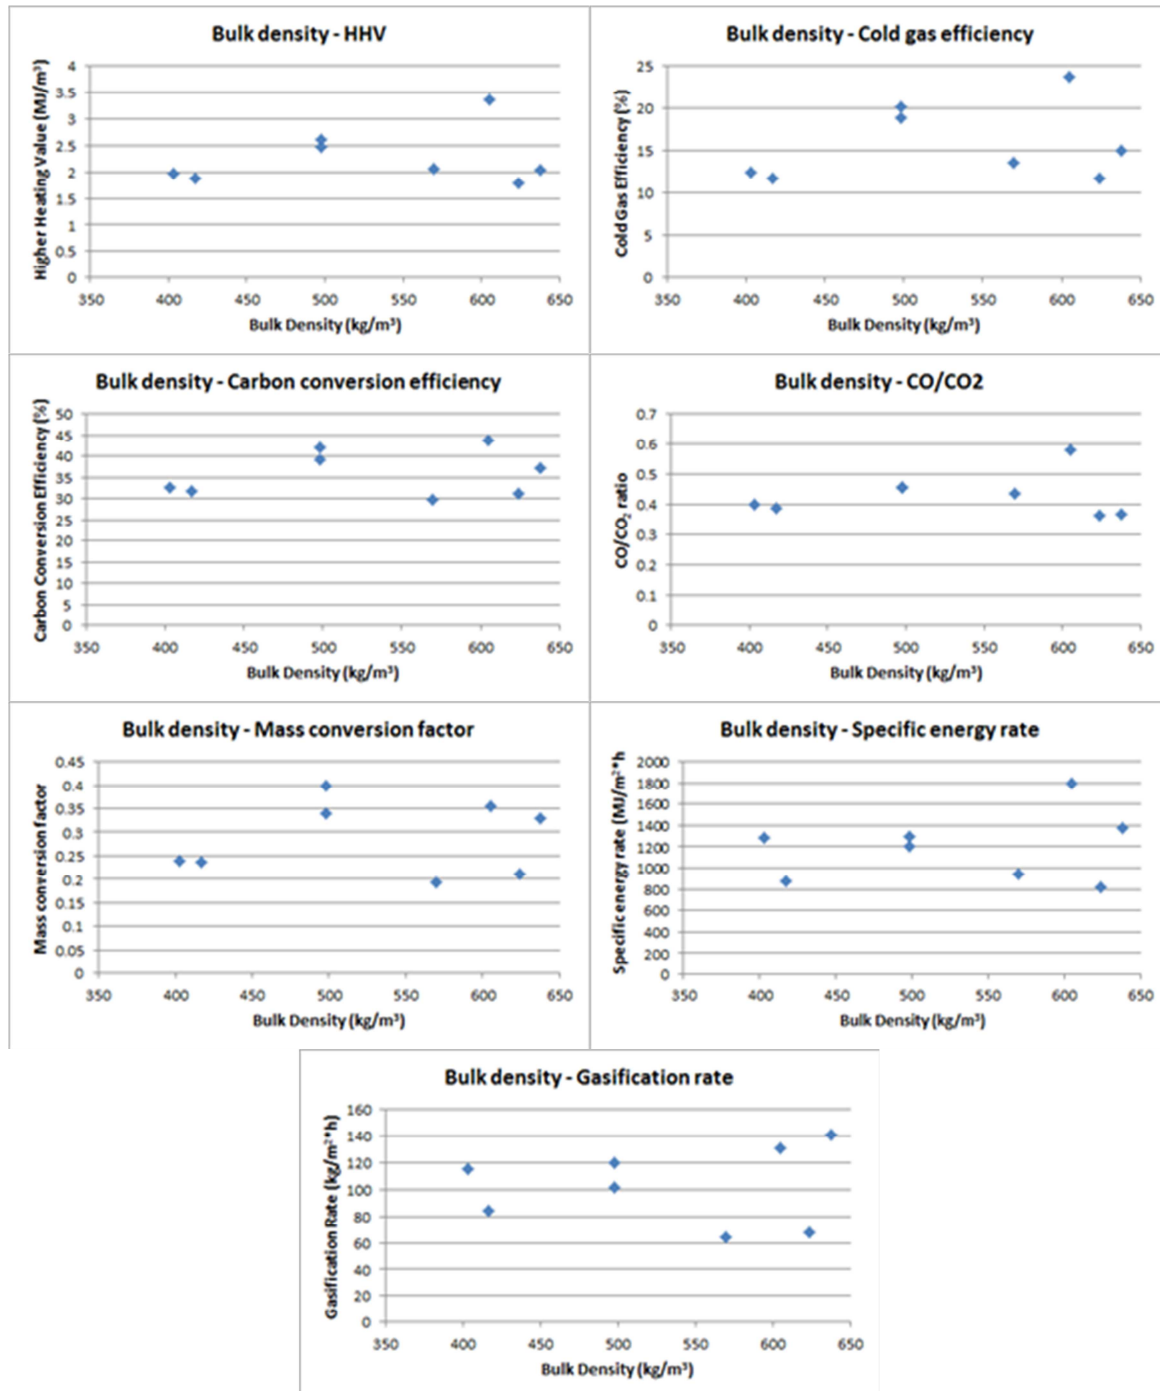 Bulk density - HHV
Higher Heating Value (MJ/m³)
4
3.5
3
2.5
2
1.5
1
0.5
0
350 400 450 500 550 600 650
Bulk Density (kg/m³)
Bulk density - Cold gas efficiency
Cold Gas Efficiency (%)
25
20
15
10
5
0
350 400 450 500 550 600 650
Bulk Density (kg/m³)
Bulk density - Carbon conversion efficiency
Carbon Conversion Efficiency (%)
50
45
40
35
30
25
20
15
10
5
0
350 400 450 500 550 600 650
Bulk Density (kg/m³)
Bulk density - CO/CO2
CO/CO₂ ratio
0.7
0.6
0.5
0.4
0.3
0.2
0.1
0
350 400 450 500 550 600 650
Bulk Density (kg/m³)
Bulk density - Mass conversion factor
Mass conversion factor
0.45
0.4
0.35
0.3
0.25
0.2
0.15
0.1
0.05
0
350 400 450 500 550 600 650
Bulk Density (kg/m³)
Bulk density - Specific energy rate
Specific energy rate (MJ/m²*h
2000
1800
1600
1400
1200
1000
800
600
400
200
0
350 400 450 500 550 600 650
Bulk Density (kg/m³)
Bulk density - Gasification rate
Gasification Rate (kg/m²*h)
160
140
120
100
80
60
40
20
0
350 400 450 500 550 600 650
Bulk Density (kg/m³)